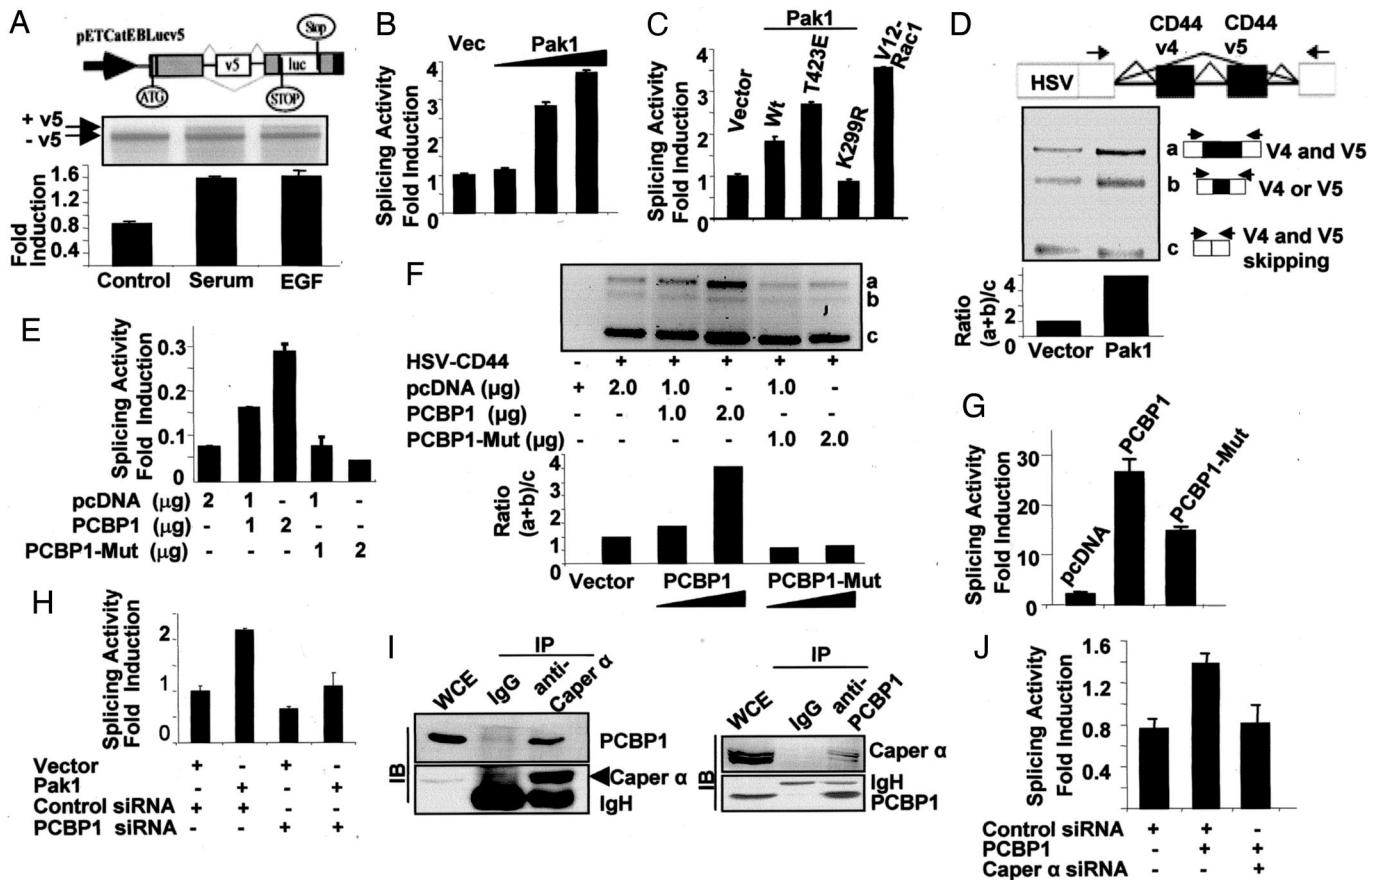 A
pETCatEBLucv5
Stop
v5
luc
ATG
STOP
+ v5
- v5
Fold
Induction
1.6
1.2
0.8
0.4
Control Serum EGF
B
Vec Pak1
Splicing Activity
Fold Induction
4
3
2
1
0
C
Pak1
Vector
Wt
T423E
K299R
V12-
Rac1
Splicing Activity
Fold Induction
4
3
2
1
0
D
CD44
v4
CD44
v5
HSV
a V4 and V5
b V4 or V5
c V4 and V5
skipping
Ratio
(a+b)/c
4
2
0
Vector Pak1
E
Splicing Activity
Fold Induction
0.3
0.2
0.1
0
pcDNA (µg) 2 1 - 1 -
PCBP1 (µg) - 1 2 - -
PCBP1-Mut (µg) - - - 1 2
F
a
b
c
HSV-CD44 - + + + + +
pcDNA (µg) + 2.0 1.0 - 1.0 -
PCBP1 (µg) - - 1.0 2.0 - -
PCBP1-Mut (µg) - - - - 1.0 2.0
Ratio
(a+b)/c
4
3
2
1
0
Vector PCBP1 PCBP1-Mut
G
Splicing Activity
Fold Induction
30
10
0
pcDNA
PCBP1
PCBP1-Mut
H
Splicing Activity
Fold Induction
2
1
0
Vector + - + -
Pak1 - + - +
Control siRNA + + - -
PCBP1 siRNA - - + +
I
IP
WCE
IgG
anti-
Caper α
IB
PCBP1
Caper α
IgH
IP
WCE
IgG
anti-
PCBP1
IB
Caper α
IgH
PCBP1
J
Splicing Activity
Fold Induction
1.6
1.2
0.8
0.4
Control siRNA + + -
PCBP1 - + +
Caper α siRNA - - +